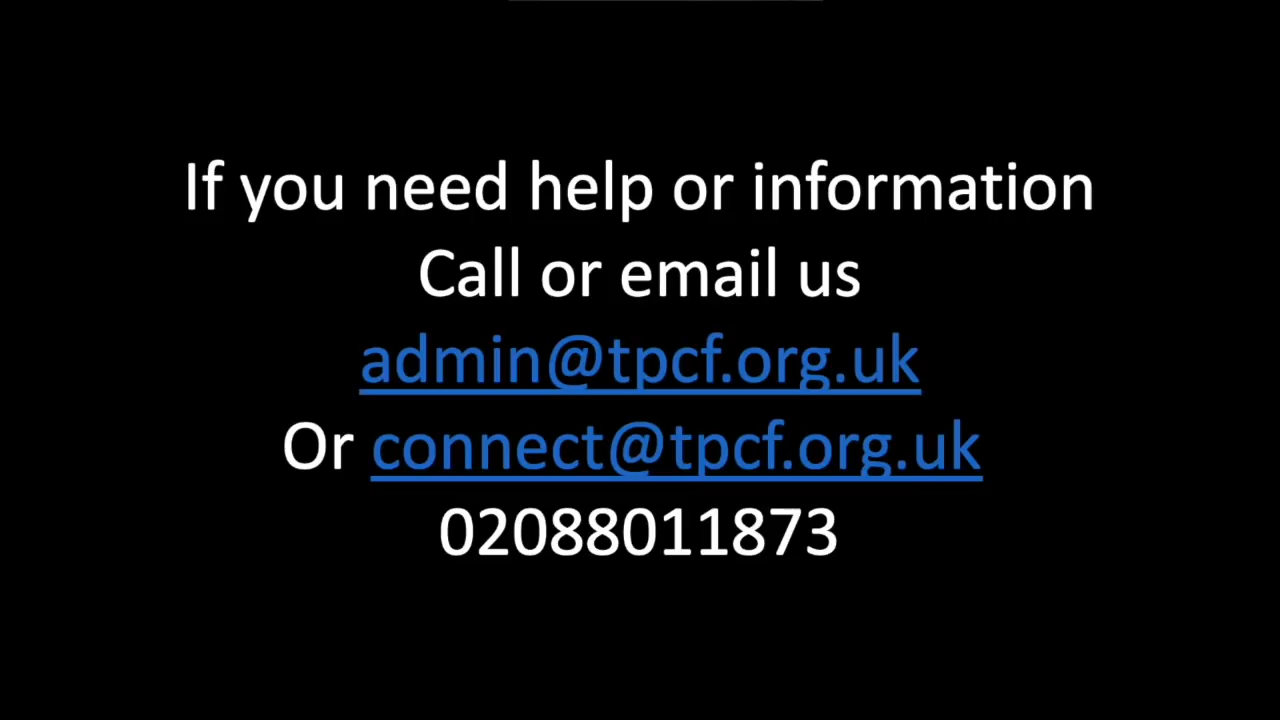 If you need help or information
Call or email us
admin@tpcf.org.uk
Or connect@tpcf.org.uk
02088011873